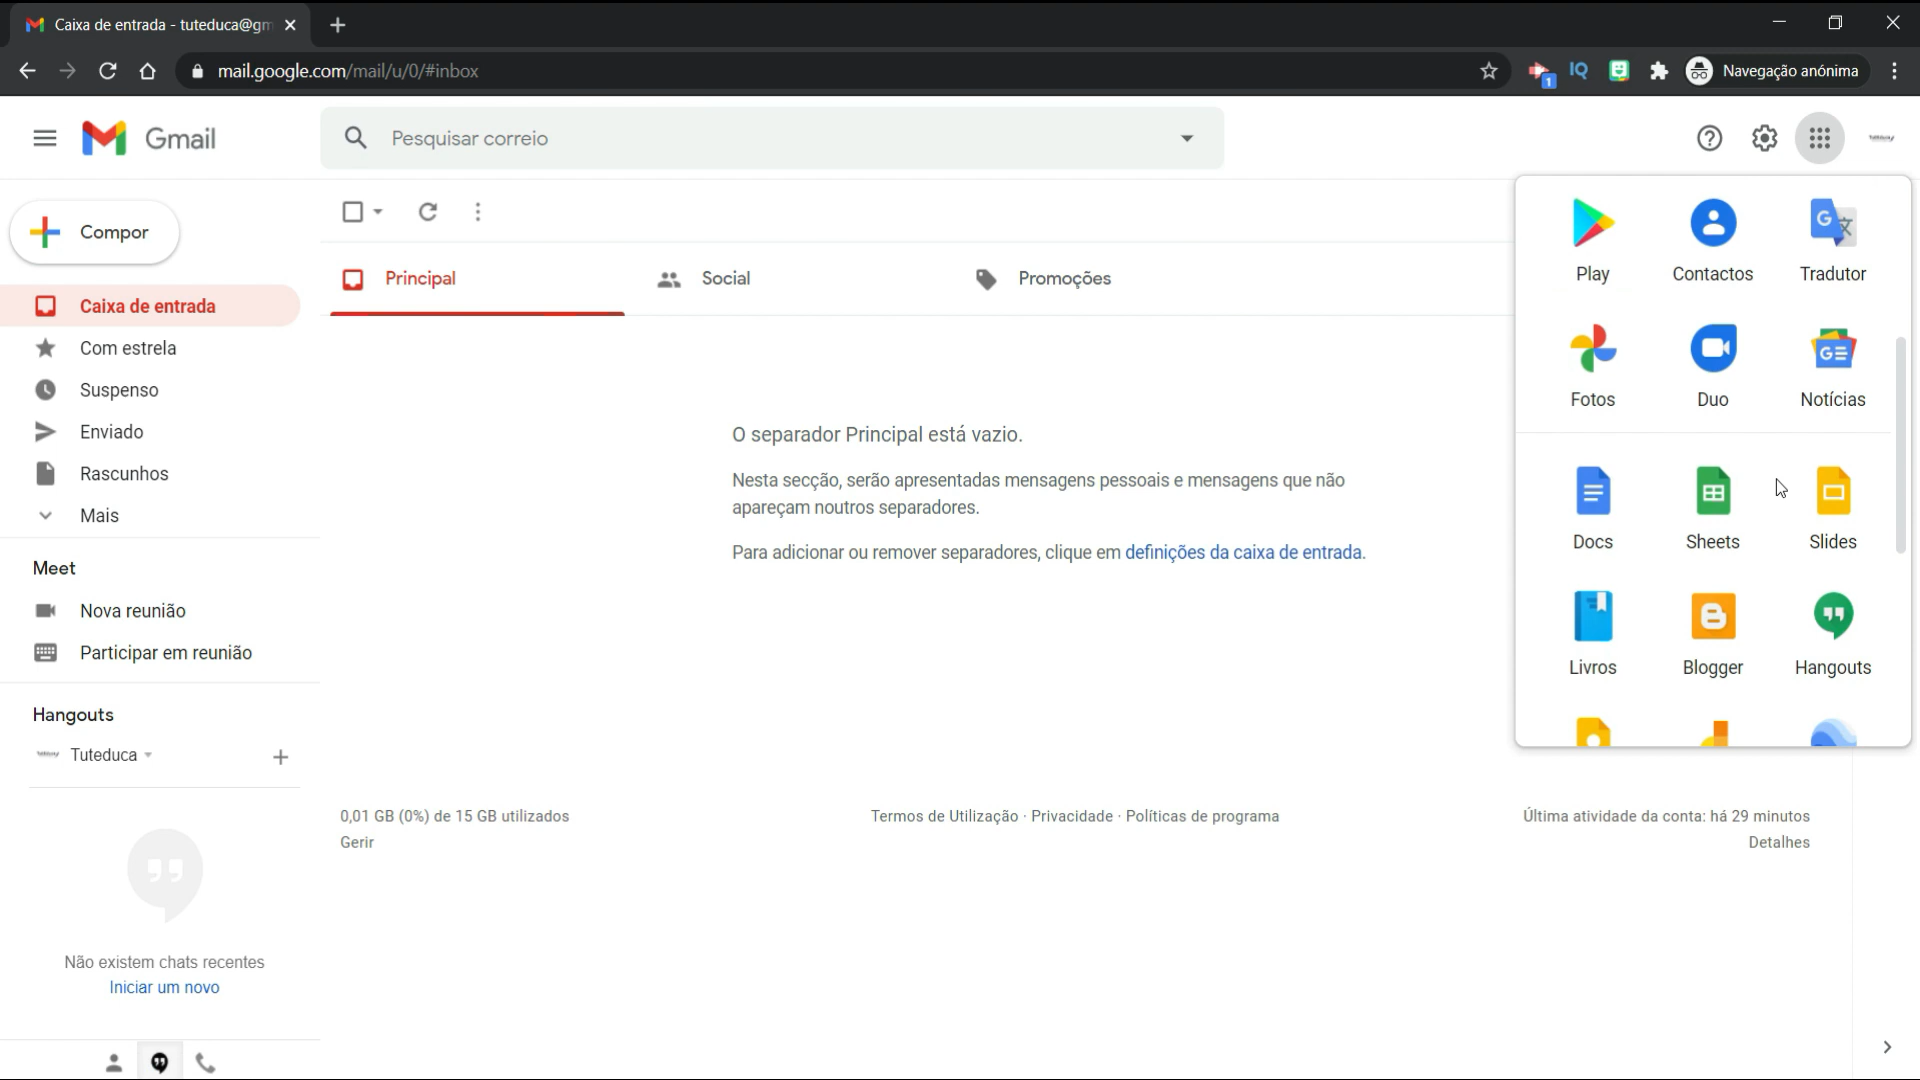 Caixa de entrada - tuteduca@gm
mail.google.com/mail/u/0/#inbox
1
IQ
Navegação anónima
Gmail
Pesquisar correio
Compor
Caixa de entrada
Com estrela
Suspenso
Enviado
Rascunhos
Mais
Meet
Nova reunião
Participar em reunião
Hangouts
Tuteduca
Não existem chats recentes
Iniciar um novo
Principal
Social
Promoções
O separador Principal está vazio.
Nesta secção, serão apresentadas mensagens pessoais e mensagens que não
apareçam noutros separadores.
Para adicionar ou remover separadores, clique em definições da caixa de entrada.
0,01 GB (0%) de 15 GB utilizados
Gerir
Termos de Utilização · Privacidade · Políticas de programa
Última atividade da conta: há 29 minutos
Detalhes
Play
Contactos
Tradutor
Fotos
Duo
Notícias
Docs
Sheets
Slides
Livros
Blogger
Hangouts